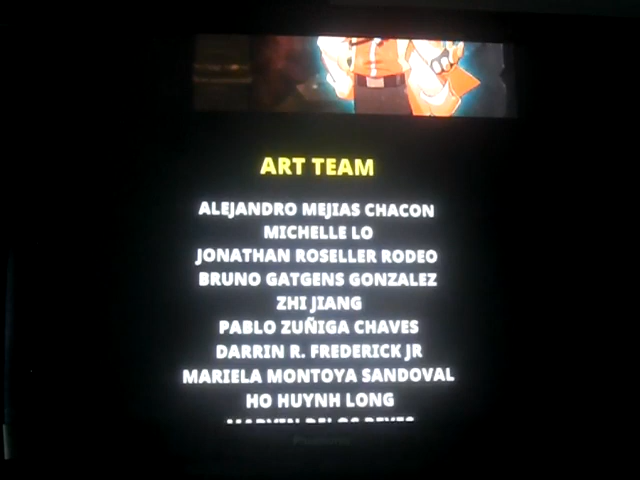 ART TEAM
ALEJANDRO MEJIAS CHACON
MICHELLE LO
JONATHAN ROSELLER RODEO
BRUNO GATGENS GONZALEZ
ZHI JIANG
PABLO ZUÑIGA CHAVES
DARRIN R. FREDERICK JR
MARIELA MONTOYA SANDOVAL
HO HUYNH LONG